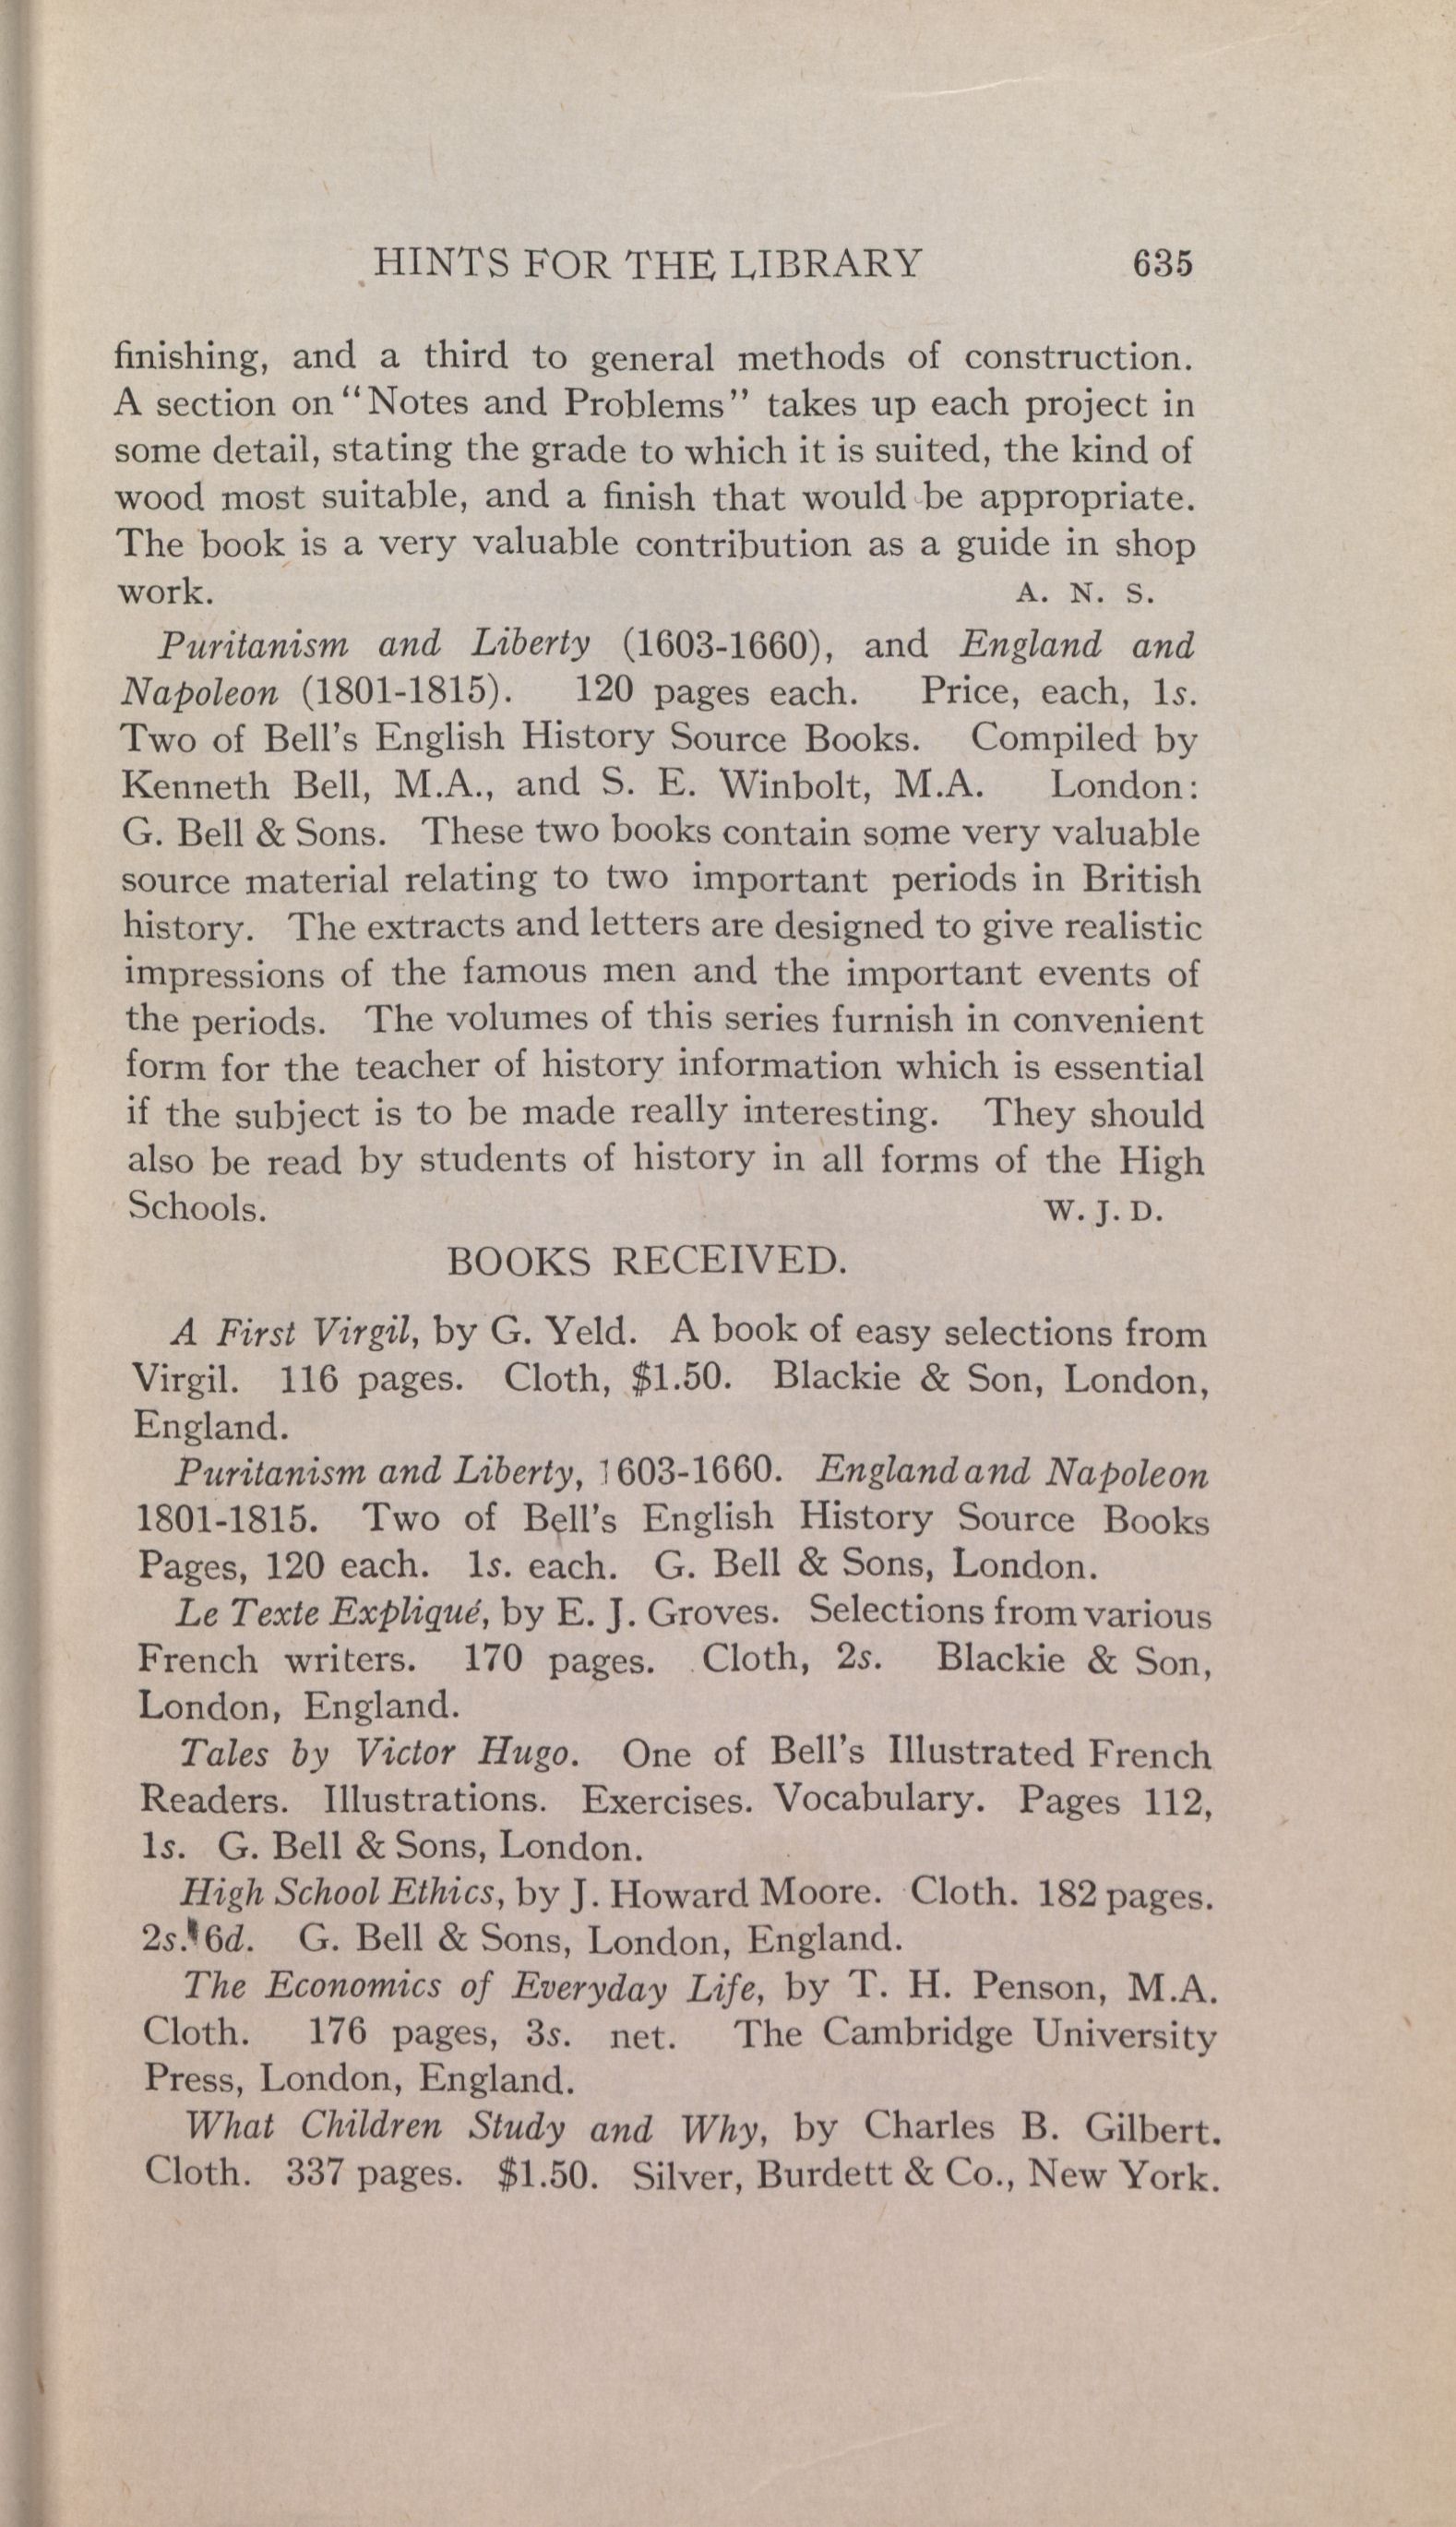 HINTS FOR THE LIBRARY 635
finishing, and a third to general methods of construction.
A section on "Notes and Problems" takes up each project in
some detail, stating the grade to which it is suited, the kind of
wood most suitable, and a finish that would be appropriate.
The book is a very valuable contribution as a guide in shop
work. A. N. S.
Puritanism and Liberty (1603-1660), and England and
Napoleon (1801-1815). 120 pages each. Price, each, 1s.
Two of Bell's English History Source Books. Compiled by
Kenneth Bell, M.A., and S. E. Winbolt, M.A. London:
G. Bell & Sons. These two books contain some very valuable
source material relating to two important periods in British
history. The extracts and letters are designed to give realistic
impressions of the famous men and the important events of
the periods. The volumes of this series furnish in convenient
form for the teacher of history information which is essential
if the subject is to be made really interesting. They should
also be read by students of history in all forms of the High
Schools. W. J. D.
BOOKS RECEIVED.
A First Virgil, by G. Yeld. A book of easy selections from
Virgil. 116 pages. Cloth, $1.50. Blackie & Son, London,
England.
Puritanism and Liberty, 1603-1660. England and Napoleon
1801-1815. Two of Bell's English History Source Books
Pages, 120 each. 1s. each. G. Bell & Sons, London.
Le Texte Expliqué, by E. J. Groves. Selections from various
French writers. 170 pages. Cloth, 2s. Blackie & Son,
London, England.
Tales by Victor Hugo. One of Bell's Illustrated French
Readers. Illustrations. Exercises. Vocabulary. Pages 112,
1s. G. Bell & Sons, London.
High School Ethics, by J. Howard Moore. Cloth. 182 pages.
2s. 6d. G. Bell & Sons, London, England.
The Economics of Everyday Life, by T. H. Penson, M.A.
Cloth. 176 pages, 3s. net. The Cambridge University
Press, London, England.
What Children Study and Why, by Charles B. Gilbert.
Cloth. 337 pages. $1.50. Silver, Burdett & Co., New York.